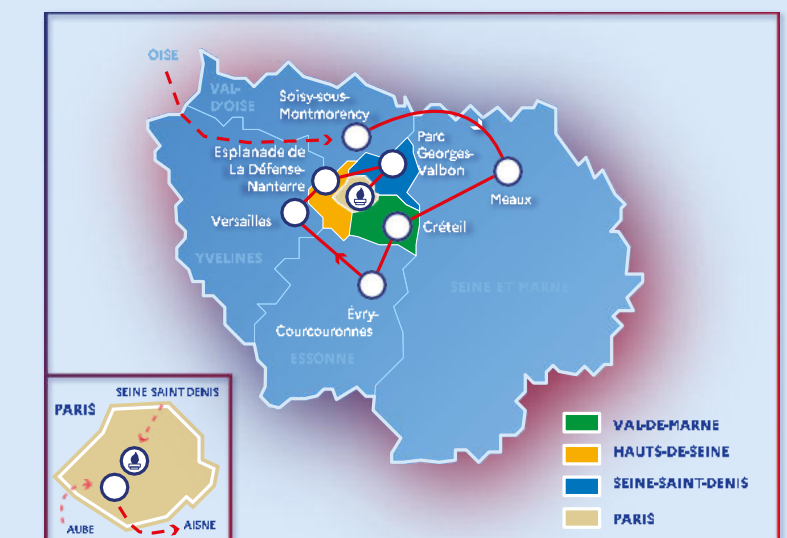 OISE
VAL-
D'OISE
Soisy-sous-
Montmorency
Parc
Georges-
Valbon
Esplanade de
La Défense-
Nanterre
Meaux
Versailles
Créteil
YVELINES
SEINE ET MARNE
Évry-
Courcouronnes
ESSONNE
SEINE SAINT DENIS
PARIS
AUBE
AISNE
VAL-DE-MARNE
HAUTS-DE-SEINE
SEINE-SAINT-DENIS
PARIS